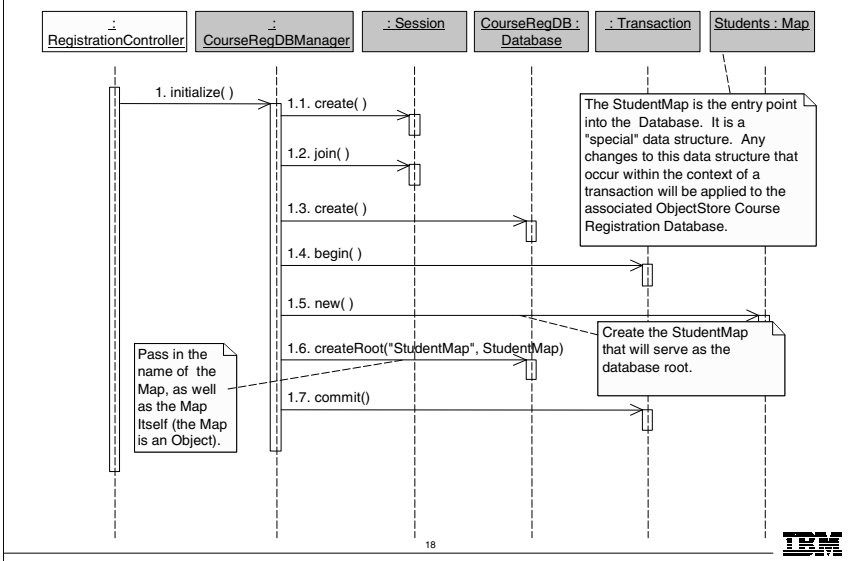 :
RegistrationController
:
CourseRegDBManager
: Session
CourseRegDB :
Database
: Transaction
Students : Map
1. initialize( )
1.1. create( )
1.2. join( )
1.3. create( )
1.4. begin( )
1.5. new( )
1.6. createRoot("StudentMap", StudentMap)
1.7. commit()
The StudentMap is the entry point
into the Database. It is a
"special" data structure. Any
changes to this data structure that
occur within the context of a
transaction will be applied to the
associated ObjectStore Course
Registration Database.
Create the StudentMap
that will serve as the
database root.
Pass in the
name of the
Map, as well
as the Map
Itself (the Map
is an Object).
18
IBM